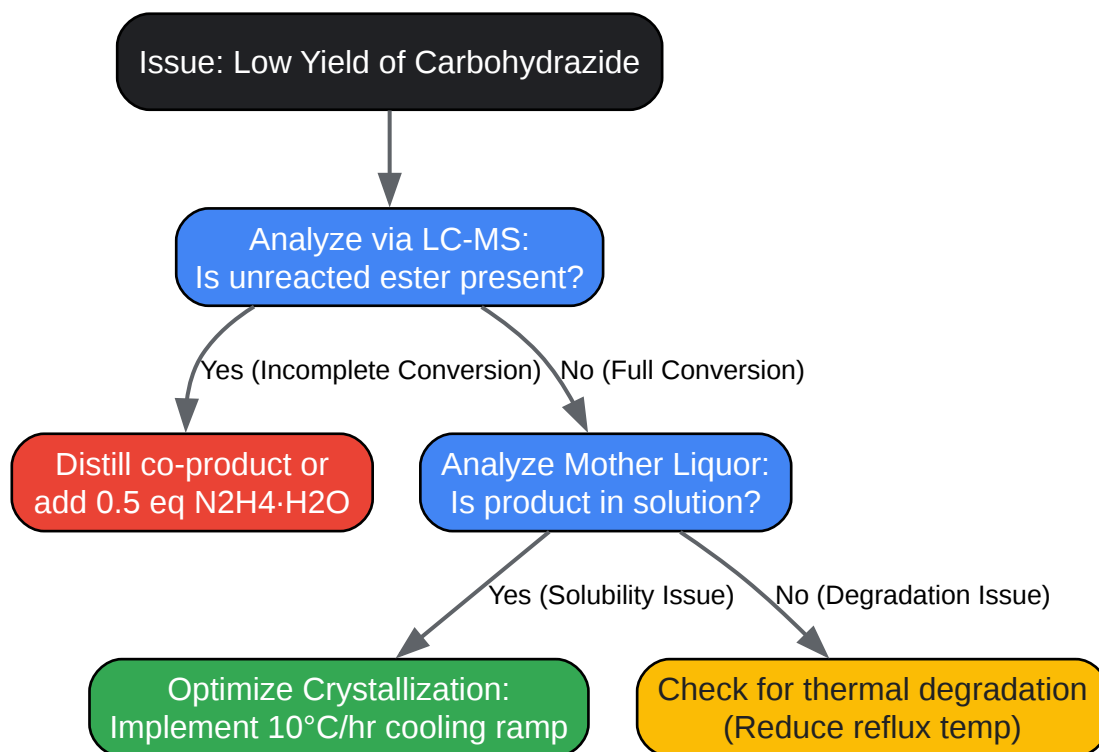 Issue: Low Yield of Carbohydrazide
Analyze via LC-MS:
Is unreacted ester present?
Yes (Incomplete Conversion)
No (Full Conversion)
Distill co-product or
add 0.5 eq N2H4·H2O
Analyze Mother Liquor:
Is product in solution?
Yes (Solubility Issue)
No (Degradation Issue)
Optimize Crystallization:
Implement 10°C/hr cooling ramp
Check for thermal degradation
(Reduce reflux temp)